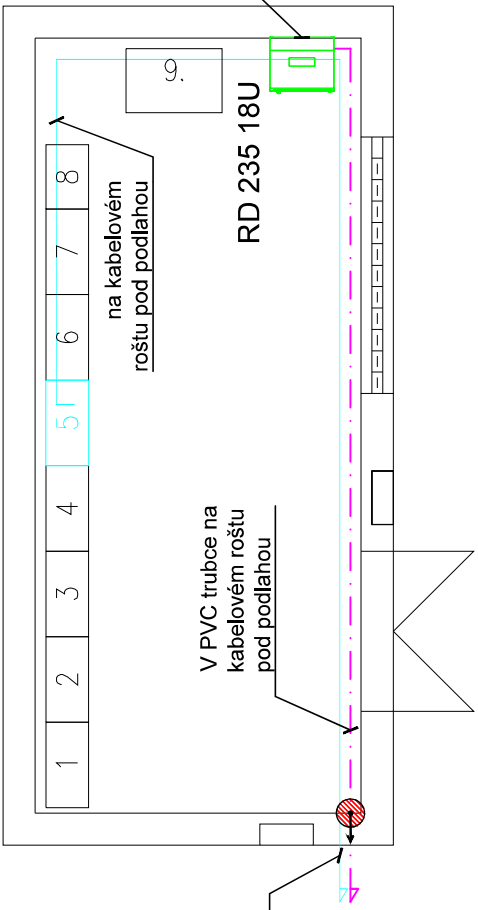 9.
RD 235 18U
8
7
6
5
4
3
2
1
na kabelovém
roštu pod podlahou
V PVC trubce na
kabelovém roštu
pod podlahou